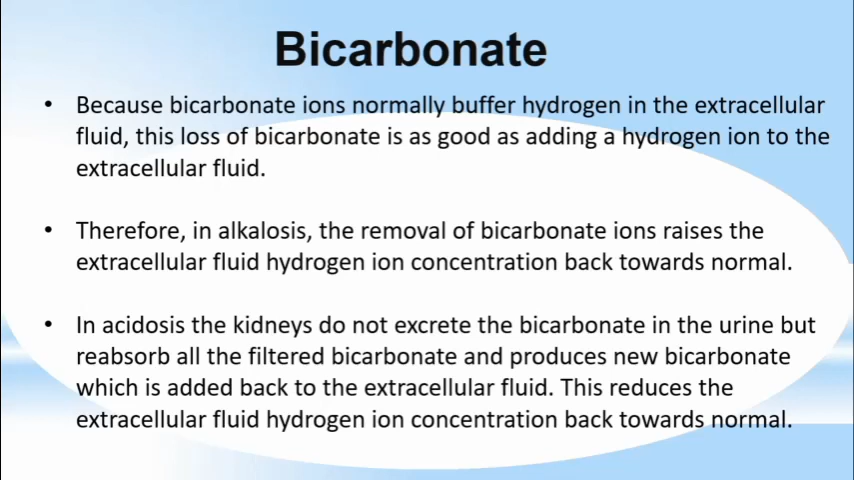 Bicarbonate
• Because bicarbonate ions normally buffer hydrogen in the extracellular
fluid, this loss of bicarbonate is as good as adding a hydrogen ion to the
extracellular fluid.
• Therefore, in alkalosis, the removal of bicarbonate ions raises the
extracellular fluid hydrogen ion concentration back towards normal.
• In acidosis the kidneys do not excrete the bicarbonate in the urine but
reabsorb all the filtered bicarbonate and produces new bicarbonate
which is added back to the extracellular fluid. This reduces the
extracellular fluid hydrogen ion concentration back towards normal.